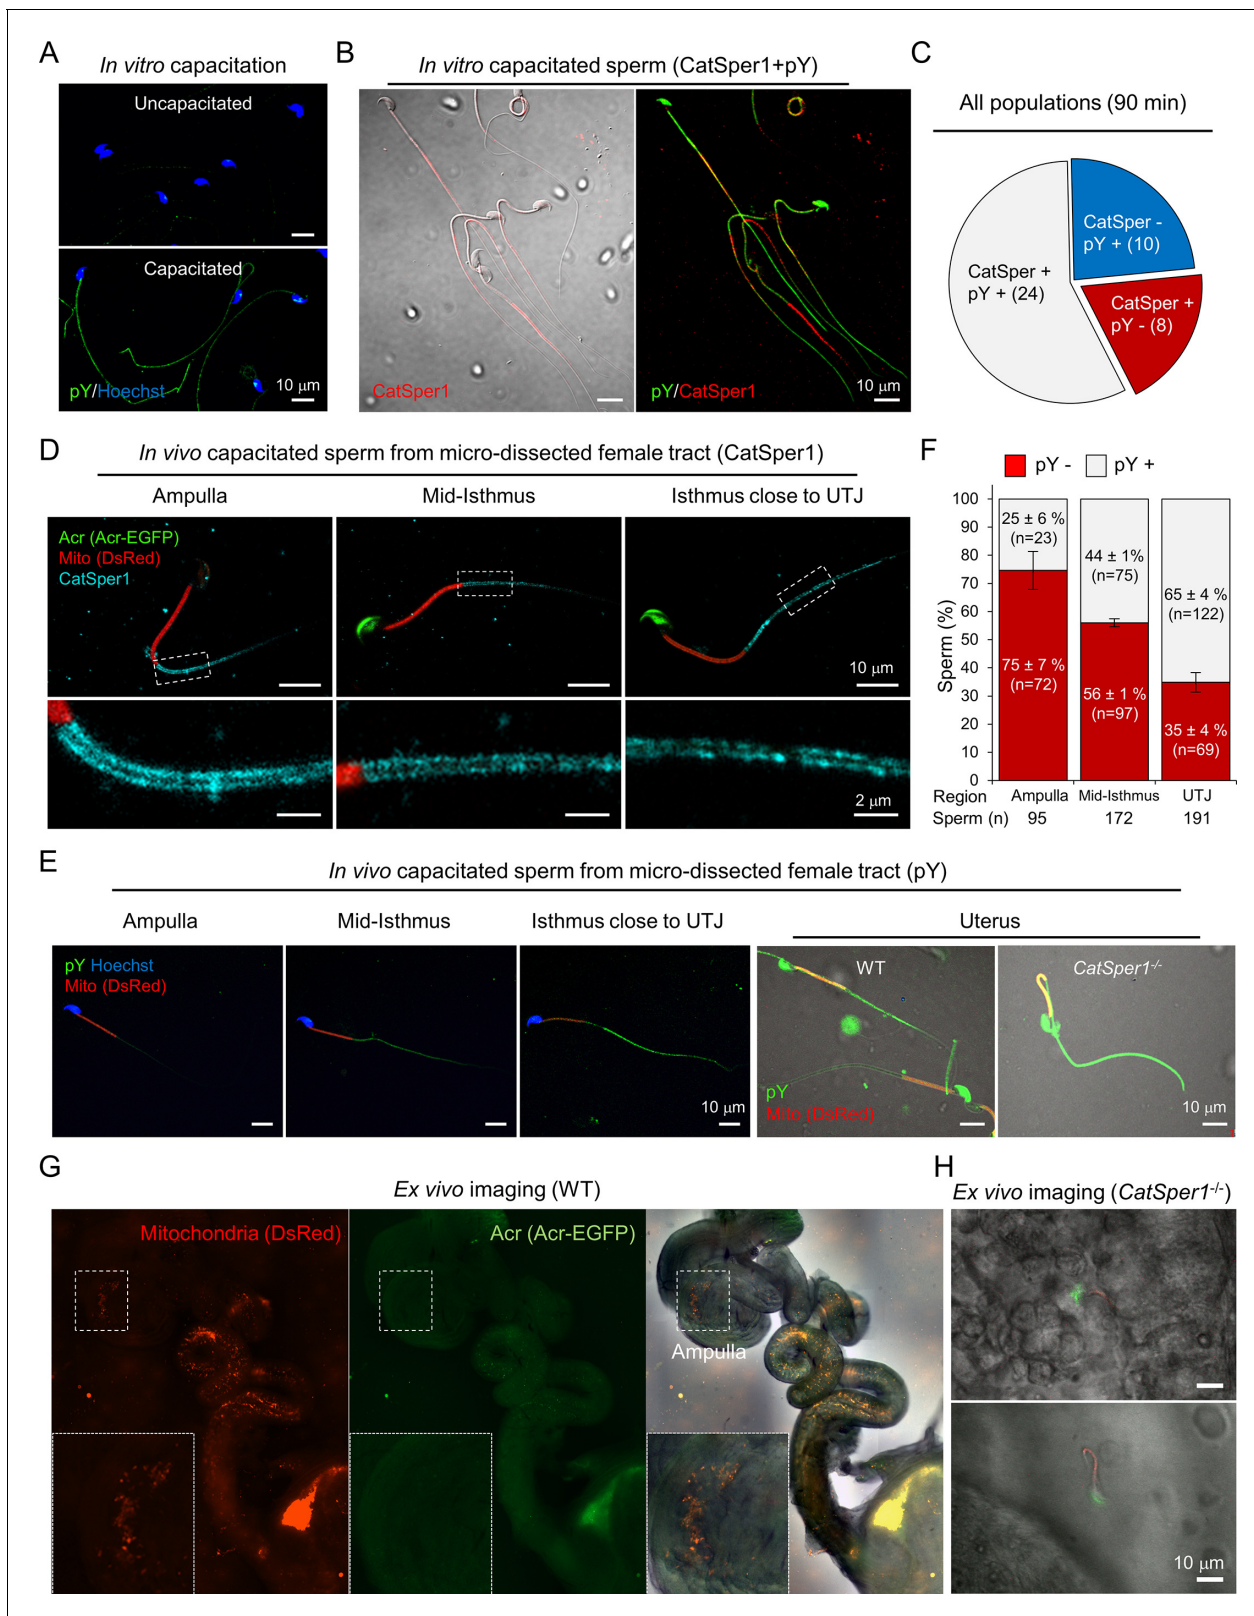 A
In vitro capacitation
Uncapacitated
Capacitated
pY/Hoechst
10 μm
B
In vitro capacitated sperm (CatSper1+pY)
CatSper1
pY/CatSper1
10 μm
C
All populations (90 min)
CatSper -
pY + (10)
CatSper +
pY + (24)
CatSper +
pY - (8)
D
In vivo capacitated sperm from micro-dissected female tract (CatSper1)
Ampulla
Mid-Isthmus
Isthmus close to UTJ
Acr (Acr-EGFP)
Mito (DsRed)
CatSper1
10 μm
2 μm
F
pY -
pY +
Sperm (%)
100
90
80
70
60
50
40
30
20
10
0
25 ± 6 %
(n=23)
75 ± 7 %
(n=72)
44 ± 1%
(n=75)
56 ± 1 %
(n=97)
65 ± 4 %
(n=122)
35 ± 4 %
(n=69)
Region Ampulla Mid-Isthmus UTJ
Sperm (n) 95 172 191
E
In vivo capacitated sperm from micro-dissected female tract (pY)
Ampulla
Mid-Isthmus
Isthmus close to UTJ
Uterus
pY Hoechst
Mito (DsRed)
10 μm
WT
pY
Mito (DsRed)
CatSper1-/-
10 μm
G
Ex vivo imaging (WT)
Mitochondria (DsRed)
Acr (Acr-EGFP)
Ampulla
H
Ex vivo imaging (CatSper1-/-)
10 μm